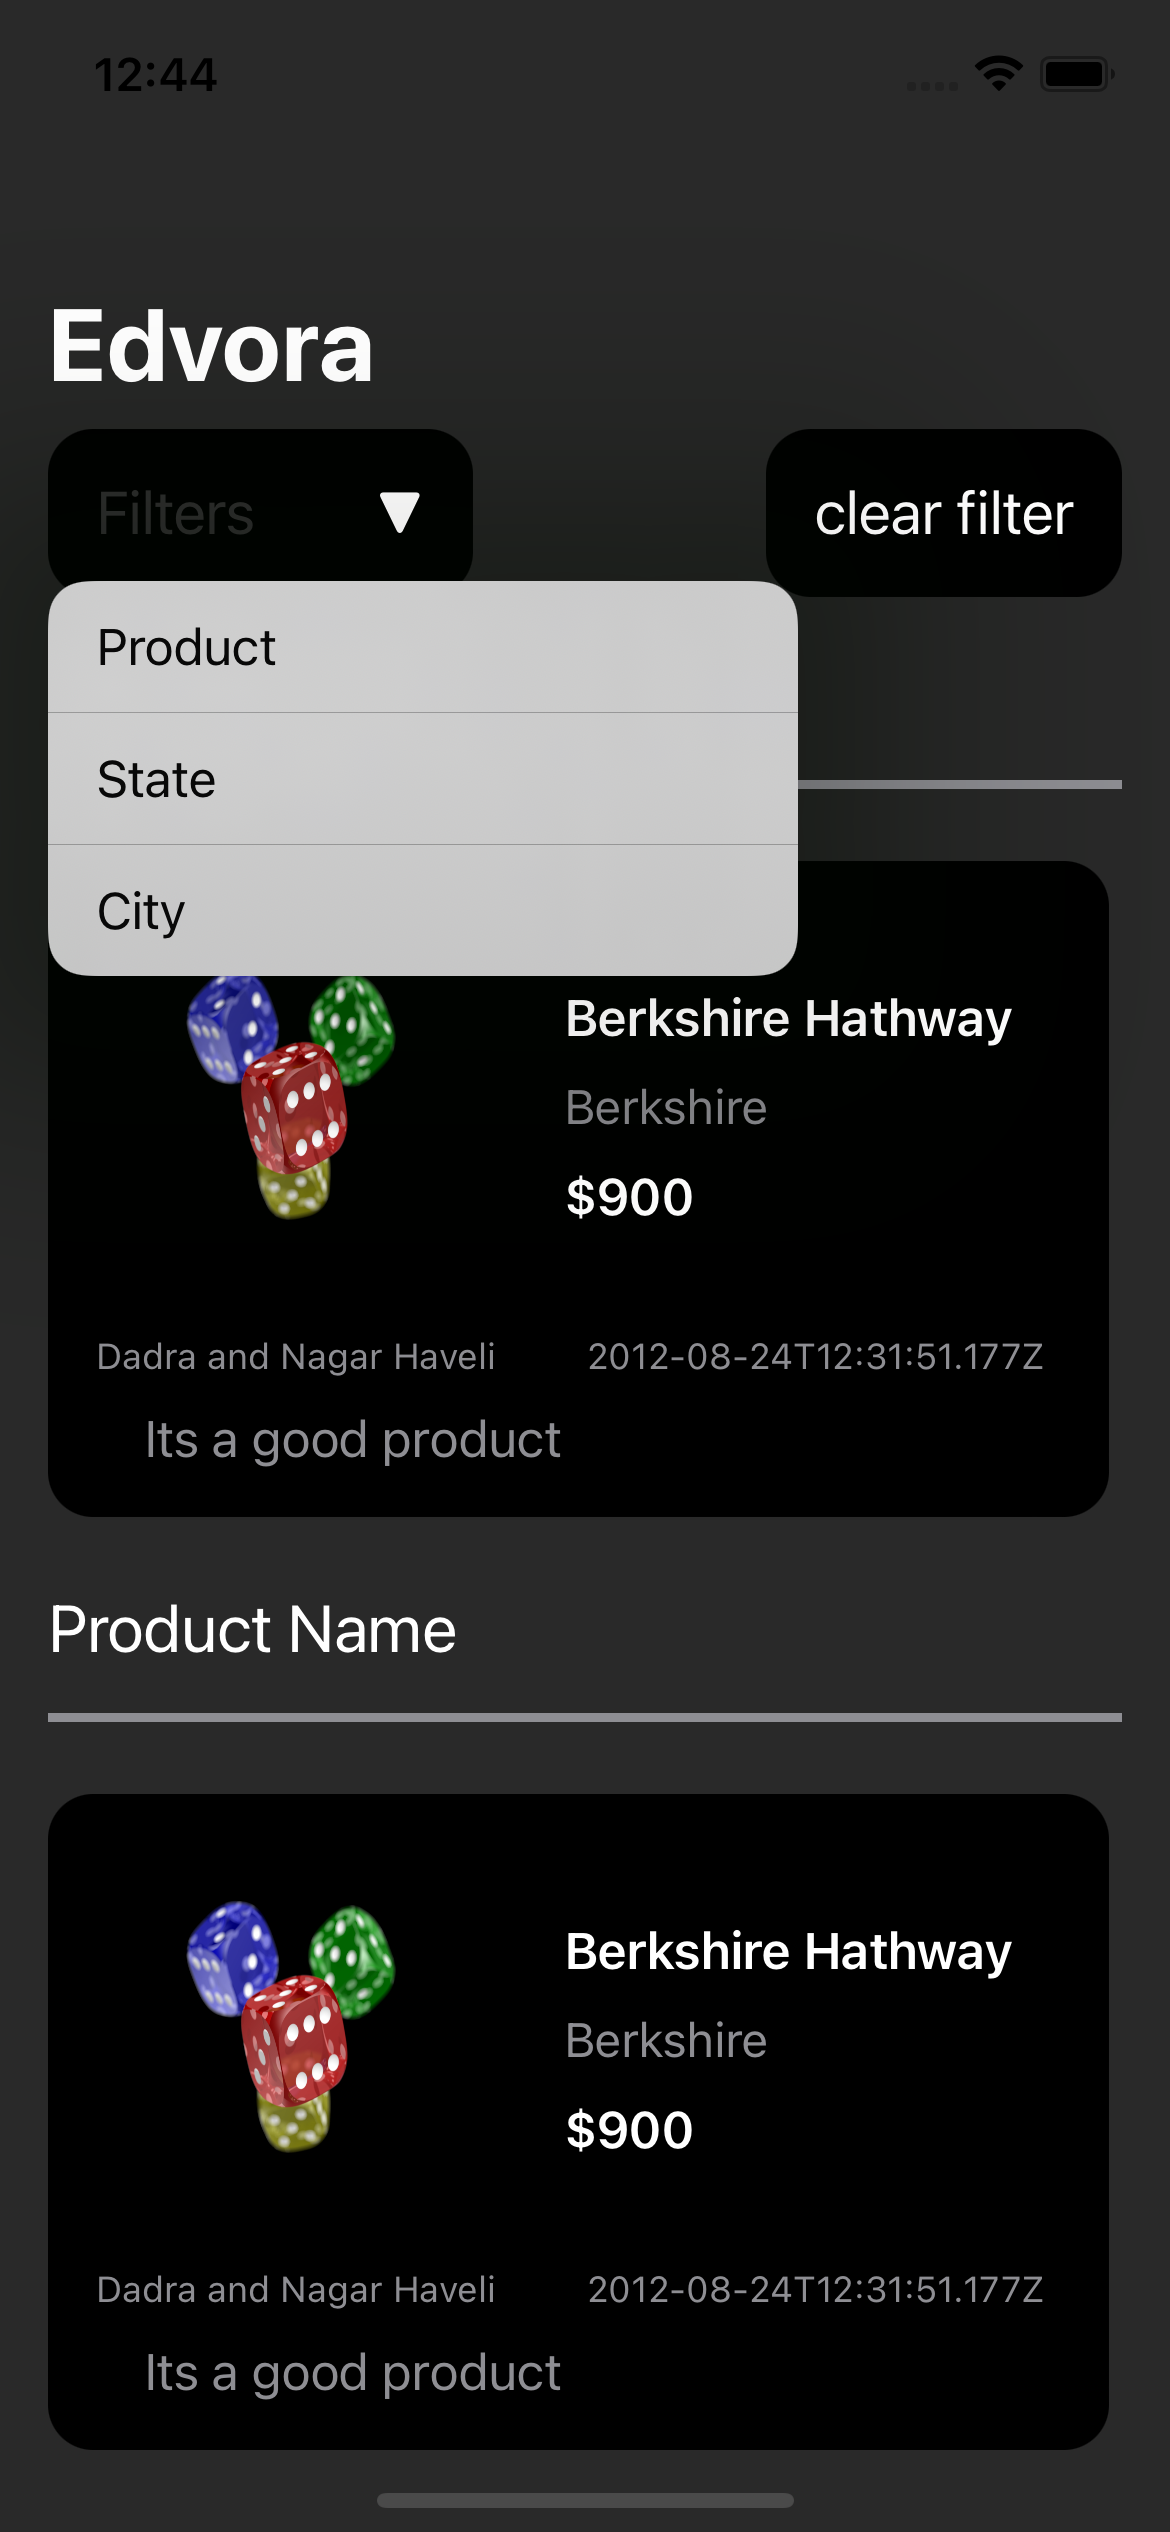 12:44
Edvora
Filters
clear filter
Product
State
City
Berkshire Hathway
Berkshire
$900
Dadra and Nagar Haveli 2012-08-24T12:31:51.177Z
Its a good product
Product Name
Berkshire Hathway
Berkshire
$900
Dadra and Nagar Haveli 2012-08-24T12:31:51.177Z
Its a good product